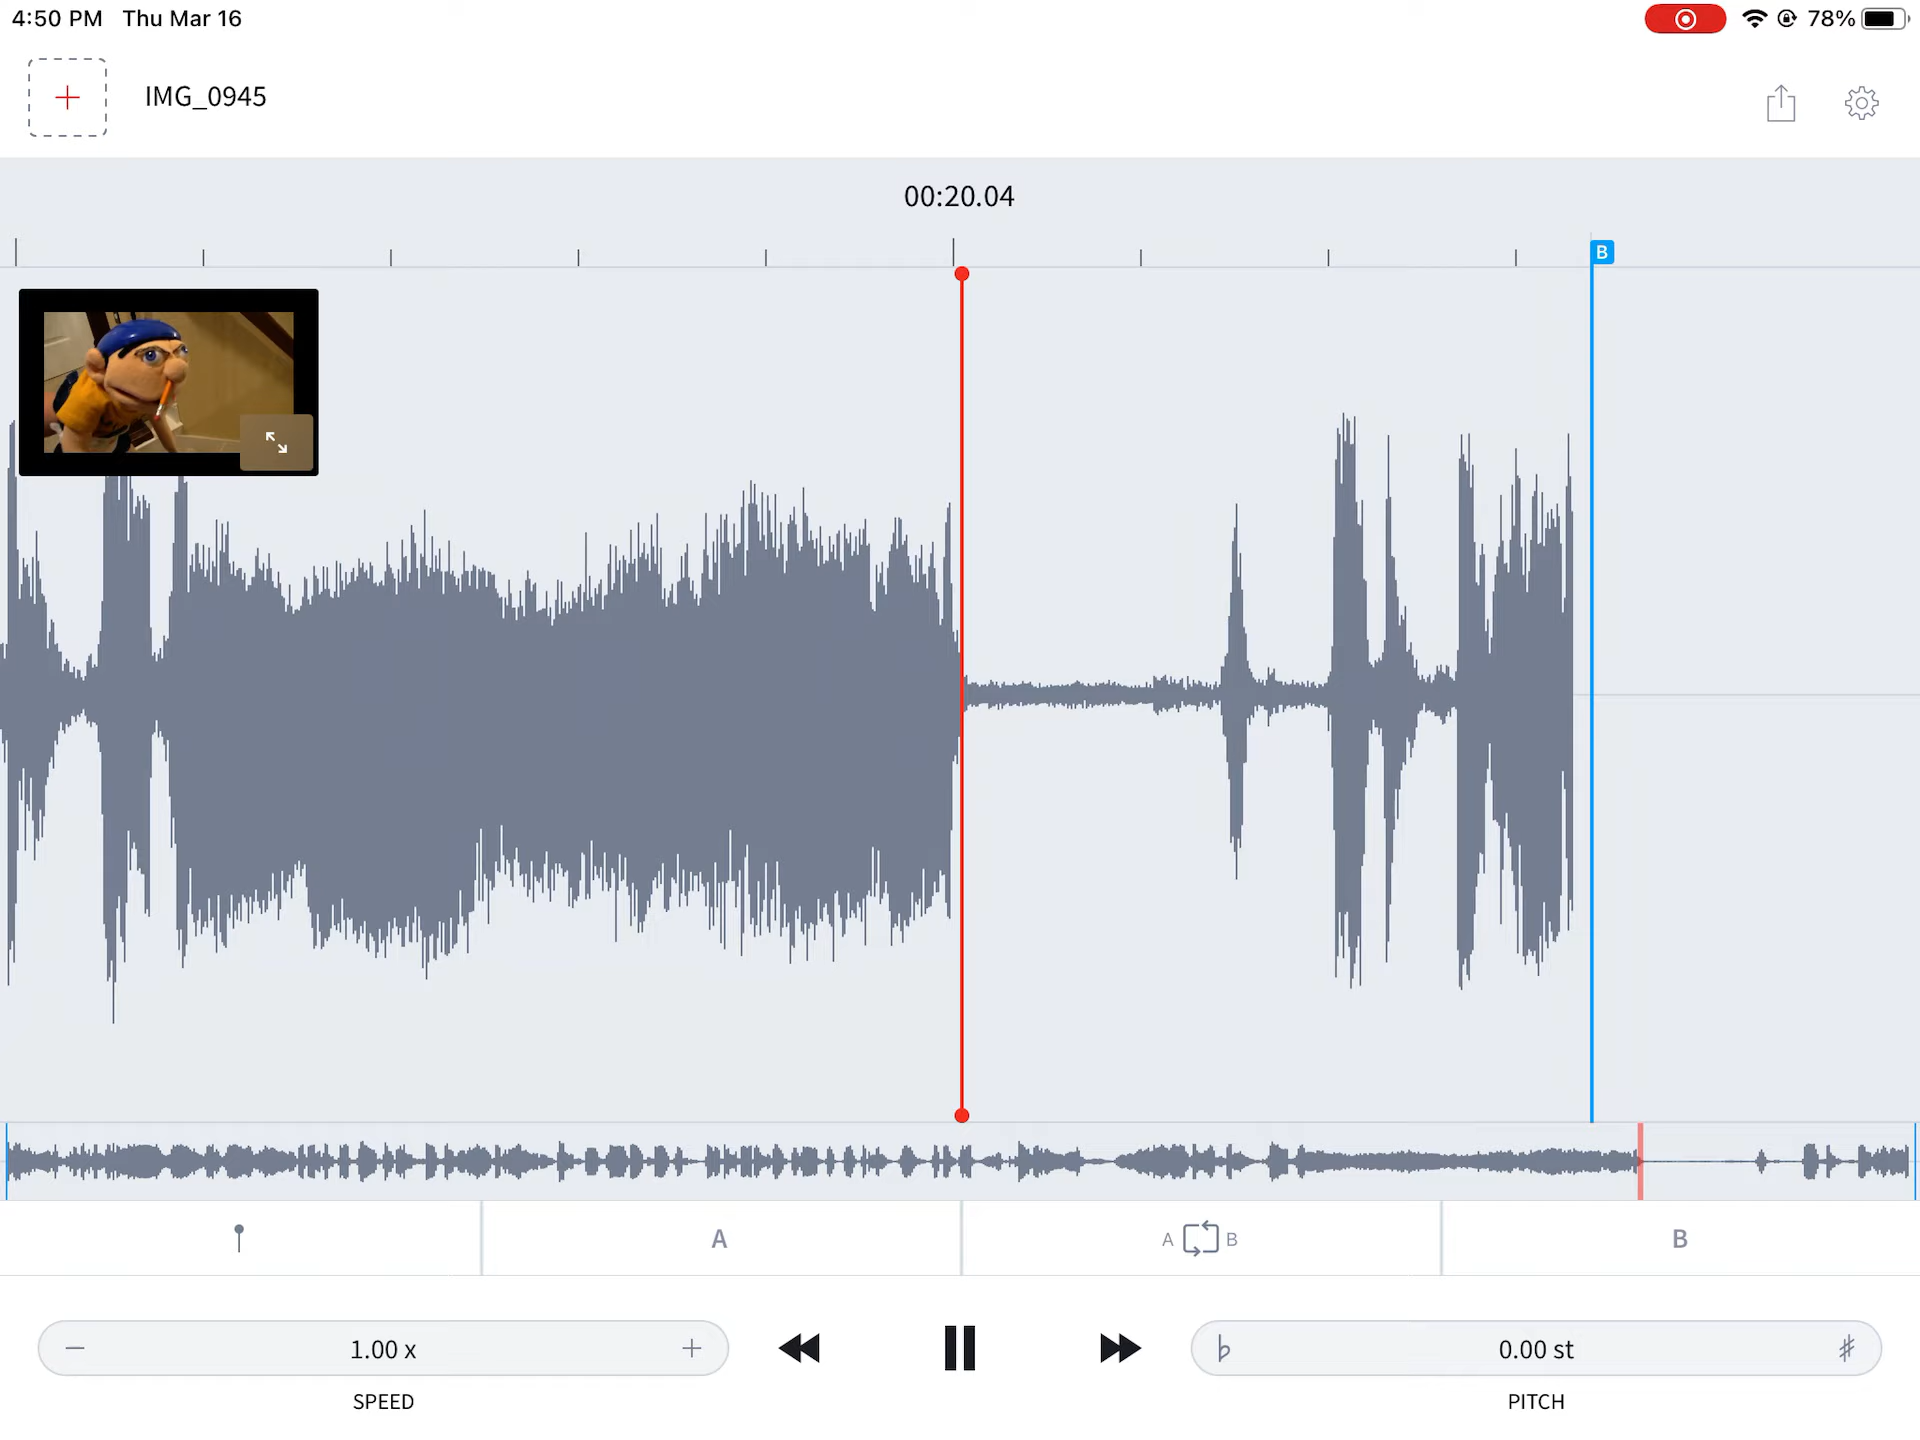 4:50 PM Thu Mar 16
78%
IMG_0945
00:20.04
B
A
A B
B
1.00 x
0.00 st
SPEED
PITCH